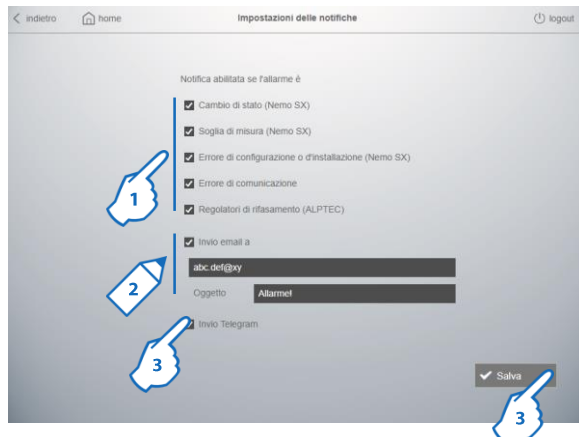 indietro home Impostazioni delle notifiche logout
Notifica abilitata se l'allarme è
Cambio di stato (Nemo SX)
Soglia di misura (Nemo SX)
Errore di configurazione o d'installazione (Nemo SX)
1
Errore di comunicazione
Regolatori di rifasamento (ALPTEC)
Invio email a
abc.def@xy
2
Oggetto Allarme!
Invio Telegram
3
Salva
3